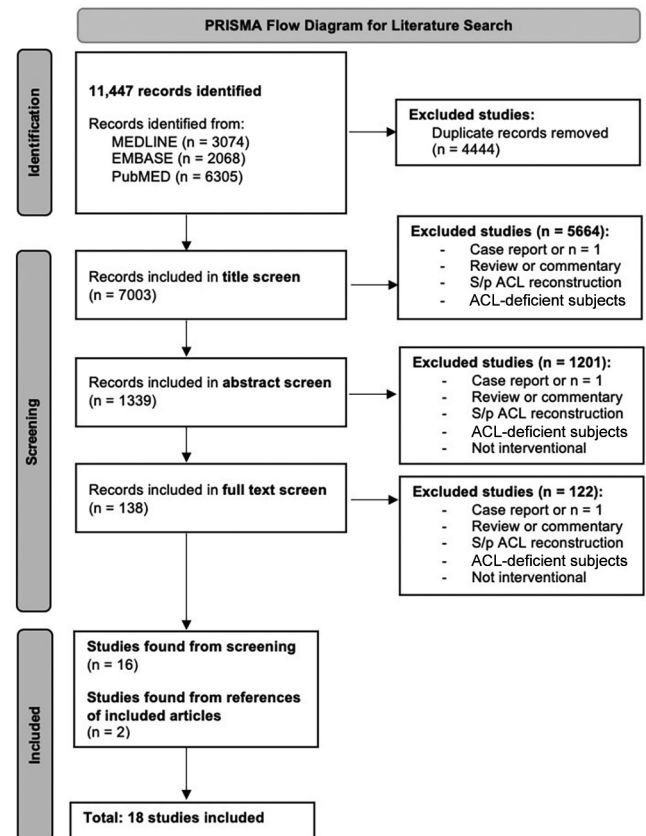 PRISMA Flow Diagram for Literature Search
Identification
11,447 records identified
Records identified from:
MEDLINE (n = 3074)
EMBASE (n = 2068)
PubMED (n = 6305)
Excluded studies:
Duplicate records removed
(n = 4444)
Screening
Records included in title screen
(n = 7003)
Excluded studies (n = 5664):
- Case report or n = 1
- Review or commentary
- S/p ACL reconstruction
- ACL-deficient subjects
Records included in abstract screen
(n = 1339)
Excluded studies (n = 1201):
- Case report or n = 1
- Review or commentary
- S/p ACL reconstruction
- ACL-deficient subjects
- Not interventional
Records included in full text screen
(n = 138)
Excluded studies (n = 122):
- Case report or n = 1
- Review or commentary
- S/p ACL reconstruction
- ACL-deficient subjects
- Not interventional
Included
Studies found from screening
(n = 16)
Studies found from references
of included articles
(n = 2)
Total: 18 studies included